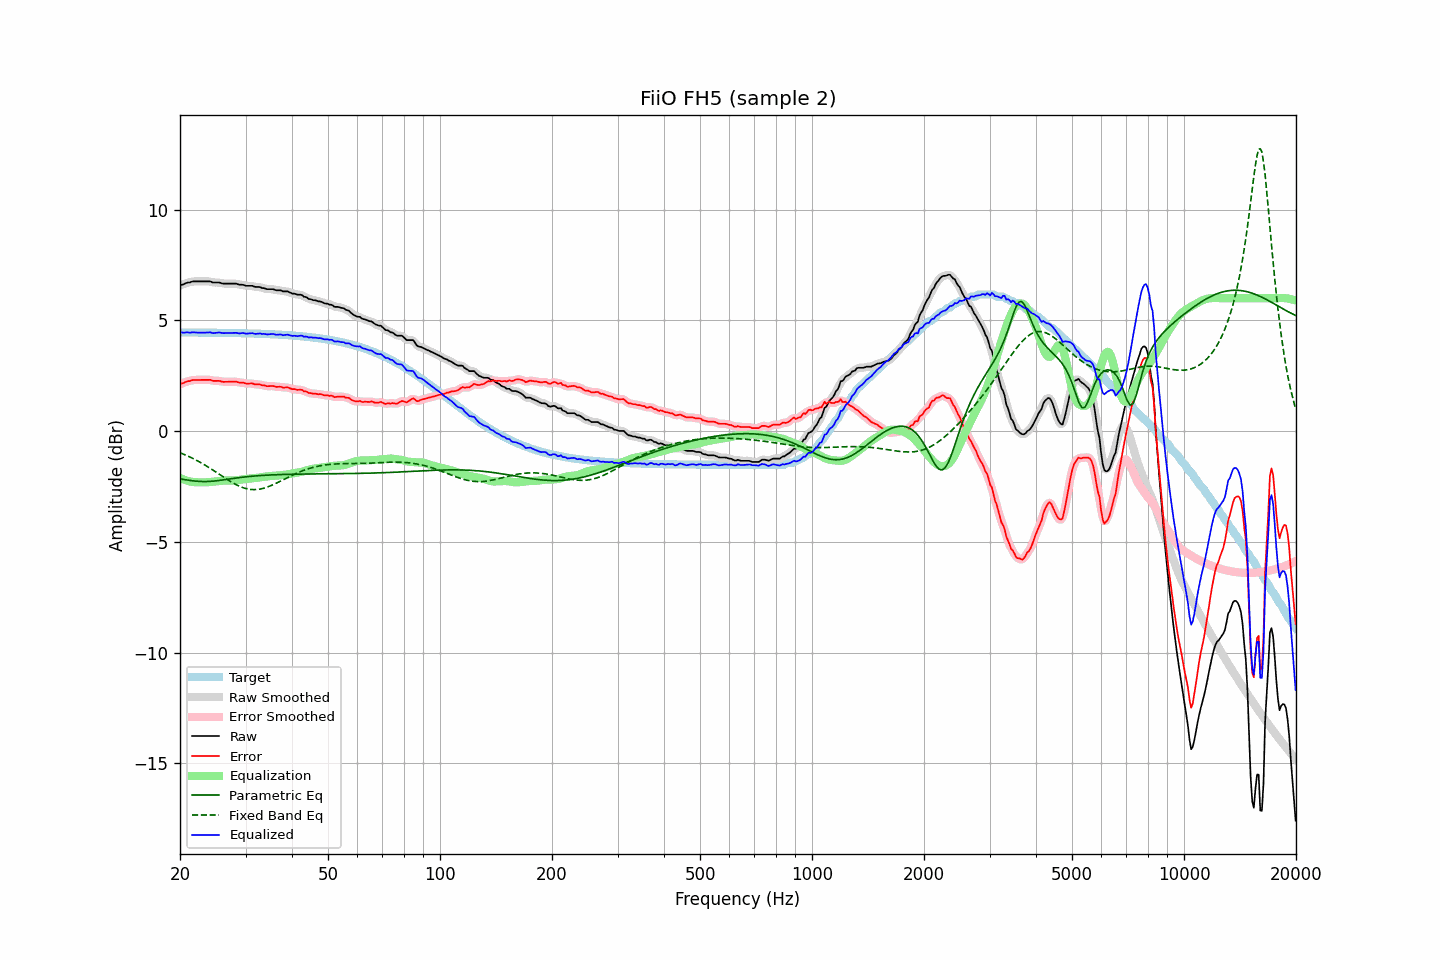 FiiO FH5 (sample 2)
Amplitude (dBr)
10
5
0
−5
−10
−15
Target
Raw Smoothed
Error Smoothed
Raw
Error
Equalization
Parametric Eq
Fixed Band Eq
Equalized
20 50 100 200 500 1000 2000 5000 10000 20000
Frequency (Hz)